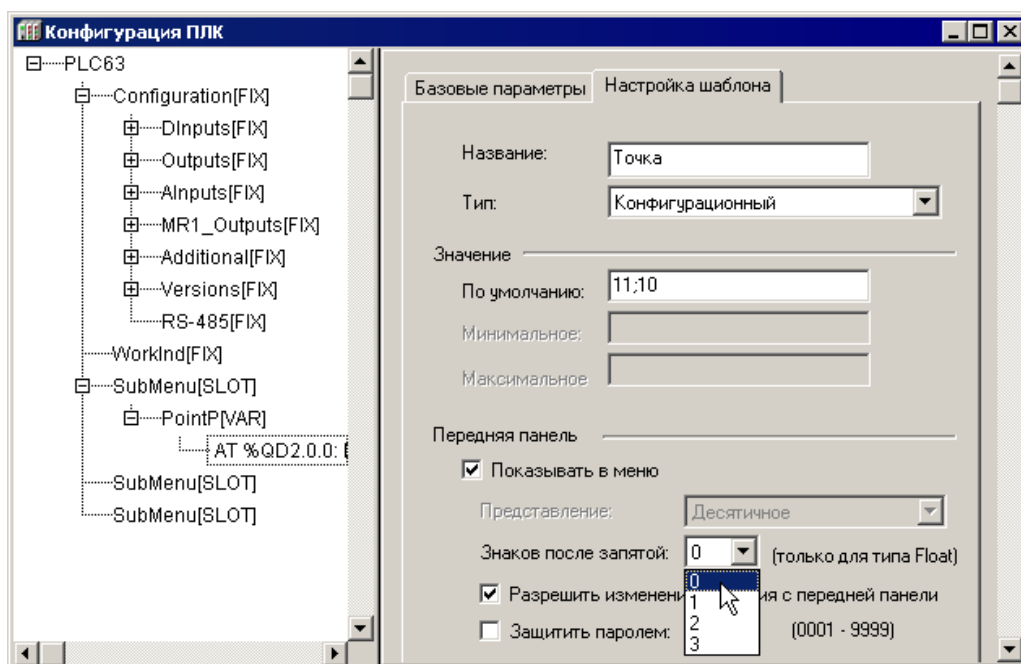 Конфигурация ПЛК
PLC63
Configuration[FIX]
DInputs[FIX]
Outputs[FIX]
AInputs[FIX]
MR1_Outputs[FIX]
Additional[FIX]
Versions[FIX]
RS-485[FIX]
WorkInd[FIX]
SubMenu[SLOT]
PointP[VAR]
AT %QD2.0.0:
SubMenu[SLOT]
SubMenu[SLOT]
Базовые параметры Настройка шаблона
Название: Точка
Тип: Конфигурационный
Значение
По умолчанию: 11;10
Минимальное:
Максимальное
Передняя панель
Показывать в меню
Представление: Десятичное
Знаков после запятой: 0 (только для типа Float)
0
Разрешить изменени 1 ия с передней панели
2
Защитить паролем: 3 (0001 - 9999)